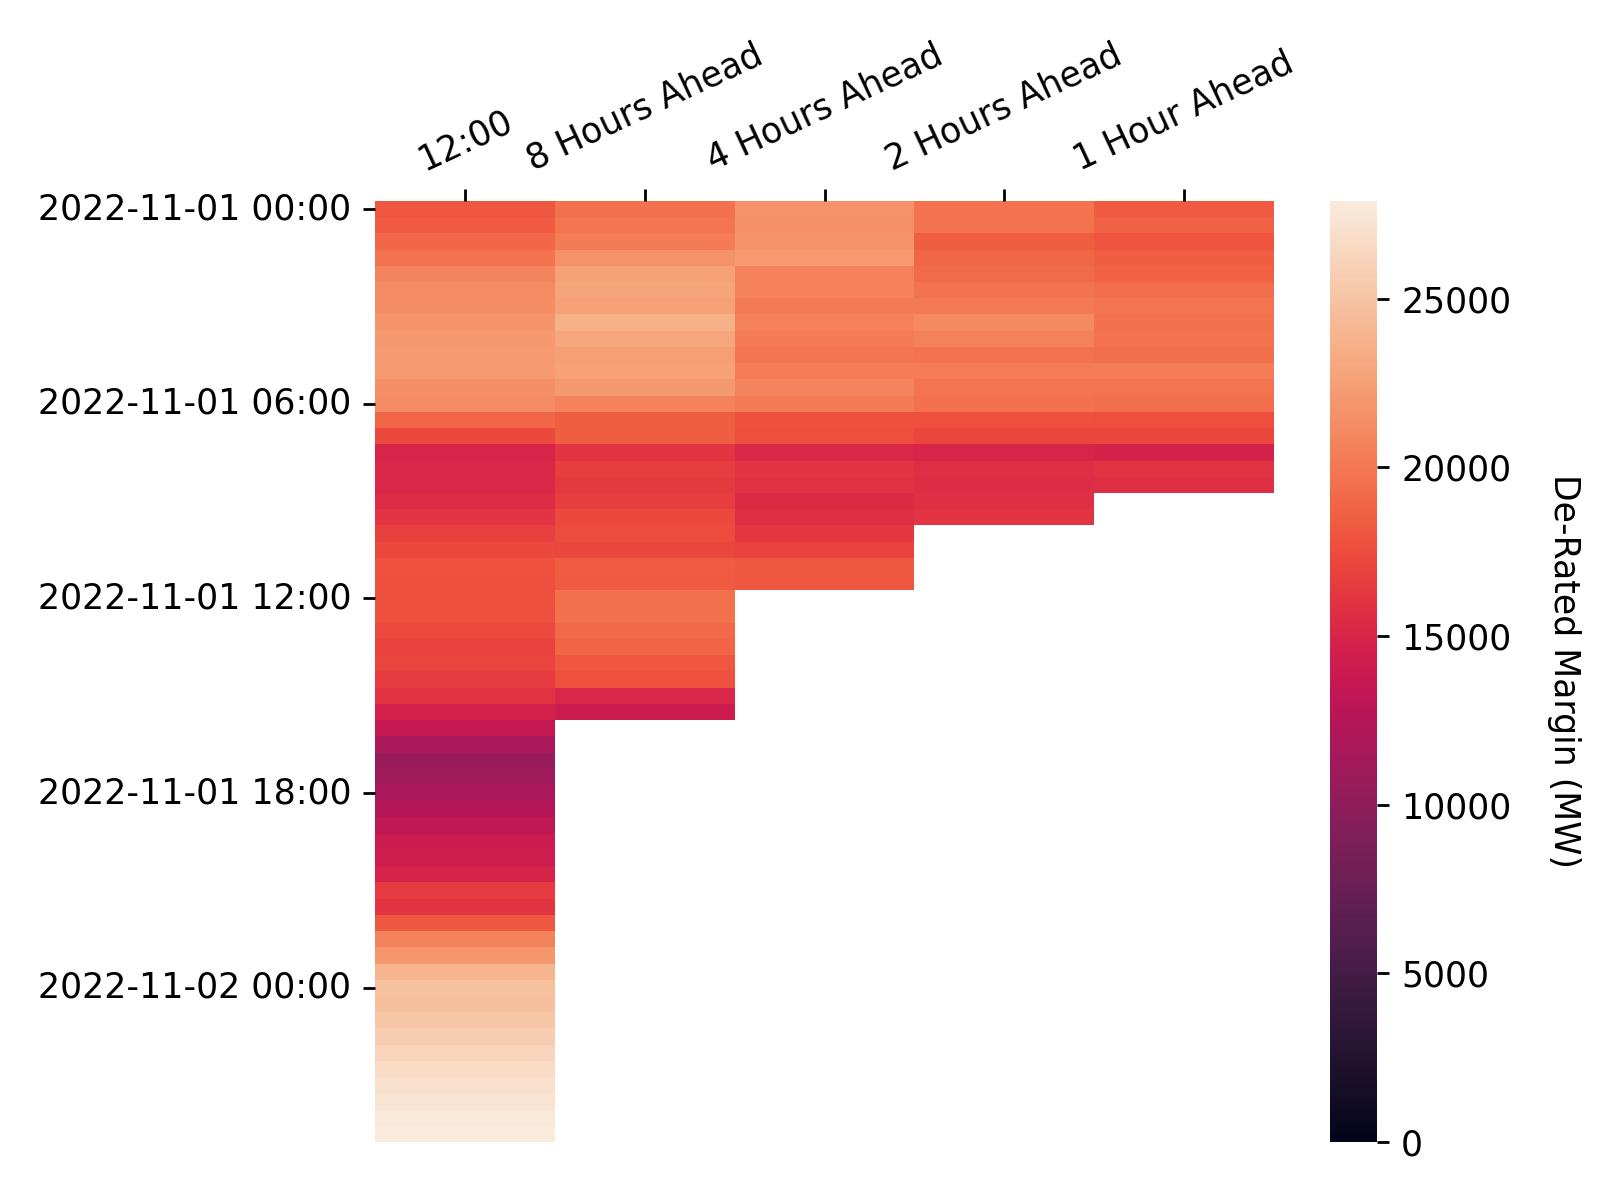 12:00
8 Hours Ahead
4 Hours Ahead
2 Hours Ahead
1 Hour Ahead
2022-11-01 00:00
2022-11-01 06:00
2022-11-01 12:00
2022-11-01 18:00
2022-11-02 00:00
25000
20000
15000
10000
5000
0
De-Rated Margin (MW)